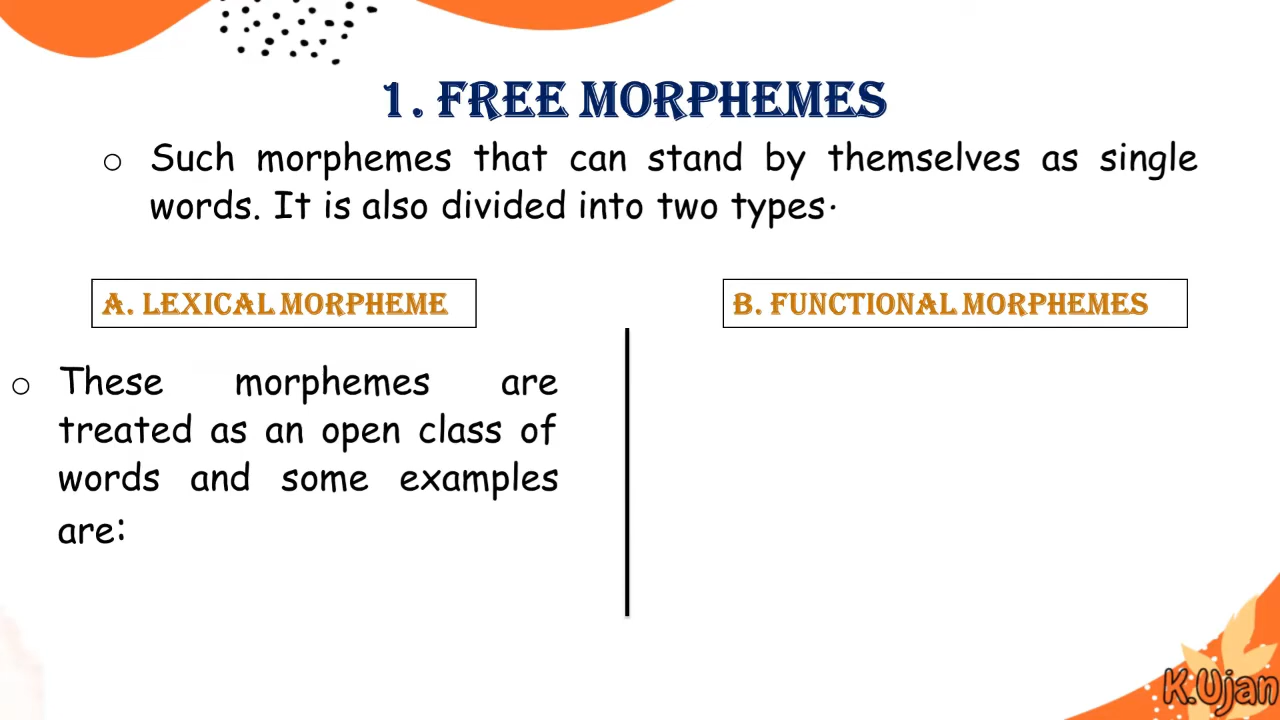 1. FREE MORPHEMES
○ Such morphemes that can stand by themselves as single
words. It is also divided into two types.
A. LEXICAL MORPHEME
B. FUNCTIONAL MORPHEMES
○ These morphemes are
treated as an open class of
words and some examples
are:
K.Ujan